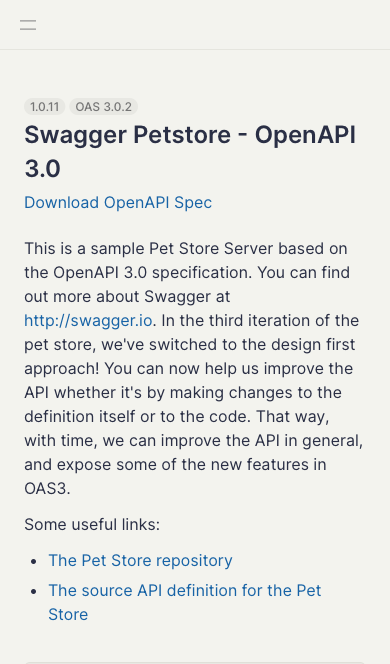 1.0.11 OAS 3.0.2
Swagger Petstore - OpenAPI
3.0
Download OpenAPI Spec
This is a sample Pet Store Server based on
the OpenAPI 3.0 specification. You can find
out more about Swagger at
http://swagger.io. In the third iteration of the
pet store, we've switched to the design first
approach! You can now help us improve the
API whether it's by making changes to the
definition itself or to the code. That way,
with time, we can improve the API in general,
and expose some of the new features in
OAS3.
Some useful links:
• The Pet Store repository
• The source API definition for the Pet
Store